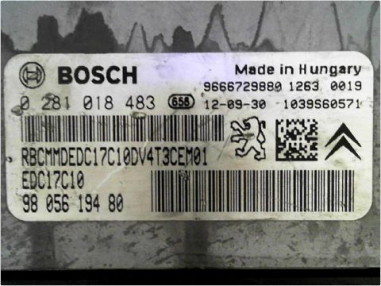 BOSCH
Made in Hungary
9666729880 1263 0019
0 281 018 483 658 12-09-30 1039S60571
RBCMMDEDC17C10DV4T3CEM01
EDC17C10
98 056 194 80